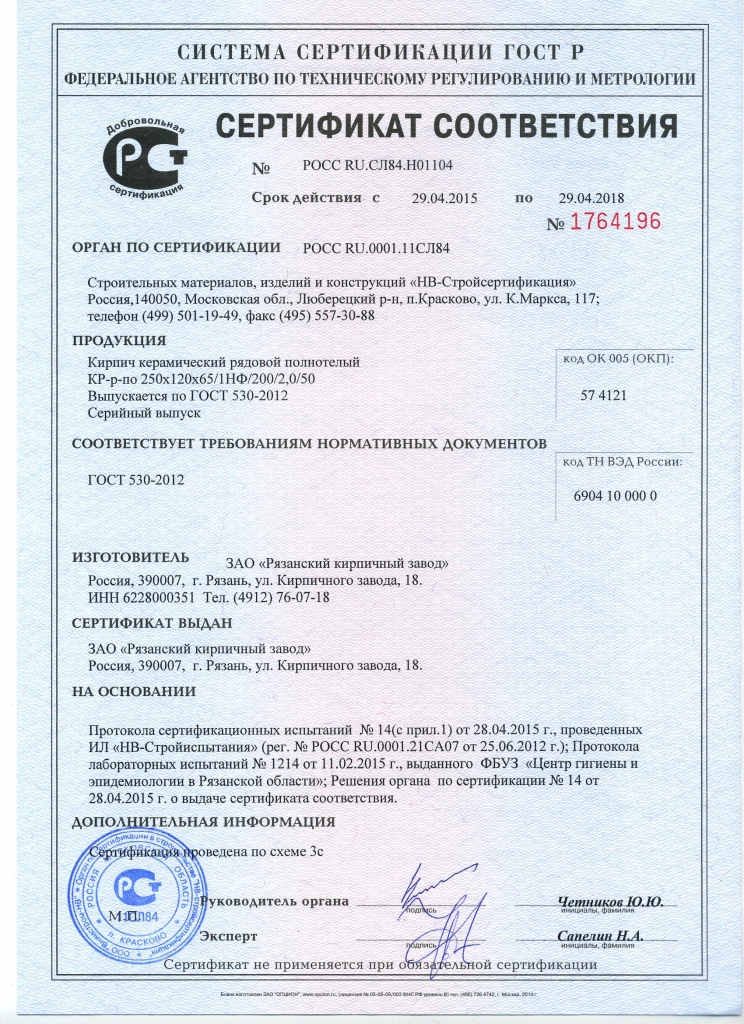 СИСТЕМА СЕРТИФИКАЦИИ ГОСТ Р
ФЕДЕРАЛЬНОЕ АГЕНТСТВО ПО ТЕХНИЧЕСКОМУ РЕГУЛИРОВАНИЮ И МЕТРОЛОГИИ
Добровольная
РСТ
сертификация
СЕРТИФИКАТ СООТВЕТСТВИЯ
№ РОСС RU.СЛ84.Н01104
Срок действия с 29.04.2015 по 29.04.2018
№ 1764196
ОРГАН ПО СЕРТИФИКАЦИИ РОСС RU.0001.11СЛ84
Строительных материалов, изделий и конструкций «НВ-Стройсертификация»
Россия,140050, Московская обл., Люберецкий р-н, п.Красково, ул. К.Маркса, 117;
телефон (499) 501-19-49, факс (495) 557-30-88
ПРОДУКЦИЯ
Кирпич керамический рядовой полнотелый
КР-р-по 250х120х65/1НФ/200/2,0/50
Выпускается по ГОСТ 530-2012
Серийный выпуск
код ОК 005 (ОКП):
57 4121
СООТВЕТСТВУЕТ ТРЕБОВАНИЯМ НОРМАТИВНЫХ ДОКУМЕНТОВ
ГОСТ 530-2012
код ТН ВЭД России:
6904 10 000 0
ИЗГОТОВИТЕЛЬ ЗАО «Рязанский кирпичный завод»
Россия, 390007, г. Рязань, ул. Кирпичного завода, 18.
ИНН 6228000351 Тел. (4912) 76-07-18
СЕРТИФИКАТ ВЫДАН
ЗАО «Рязанский кирпичный завод»
Россия, 390007, г. Рязань, ул. Кирпичного завода, 18.
НА ОСНОВАНИИ
Протокола сертификационных испытаний № 14(с прил.1) от 28.04.2015 г., проведенных
ИЛ «НВ-Стройиспытания» (рег. № РОСС RU.0001.21СА07 от 25.06.2012 г.); Протокола
лабораторных испытаний № 1214 от 11.02.2015 г., выданного ФБУЗ «Центр гигиены и
эпидемиологии в Рязанской области»; Решения органа по сертификации № 14 от
28.04.2015 г. о выдаче сертификата соответствия.
ДОПОЛНИТЕЛЬНАЯ ИНФОРМАЦИЯ
Сертификация проведена по схеме 3с
РОССИЯ МОСКОВСКАЯ ОБЛАСТЬ
п. КРАСКОВО
М.П.
Руководитель органа
подпись
Четников Ю.Ю.
инициалы, фамилия
Эксперт
подпись
Сапелин Н.А.
инициалы, фамилия
Сертификат не применяется при обязательной сертификации